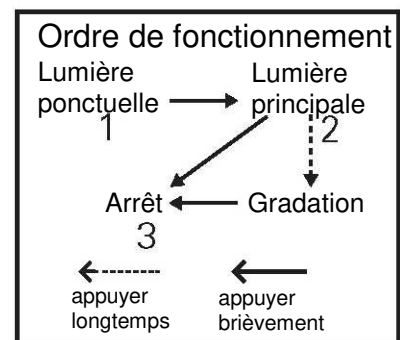 Ordre de fonctionnement
Lumière ponctuelle
1
Lumière principale
2
Arrêt
3
Gradation
appuyer longtemps
appuyer brièvement